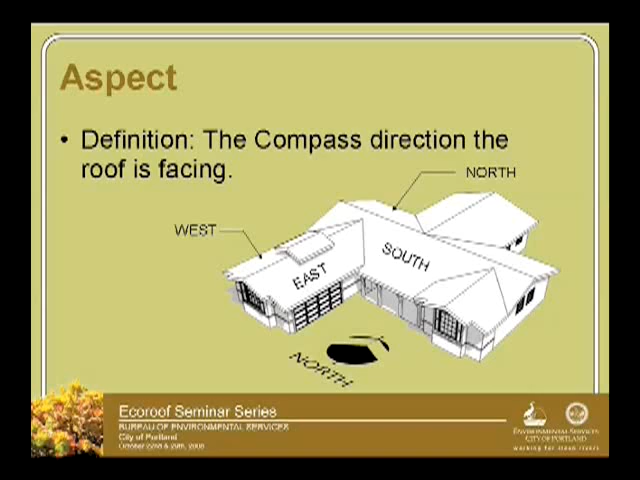 Aspect
• Definition: The Compass direction the
roof is facing.
NORTH
WEST
SOUTH
EAST
NORTH
Ecoroof Seminar Series
BUREAU OF ENVIRONMENTAL SERVICES
City of Portland
ENVIRONMENTAL SERVICES
CITY OF PORTLAND
working for clean rivers